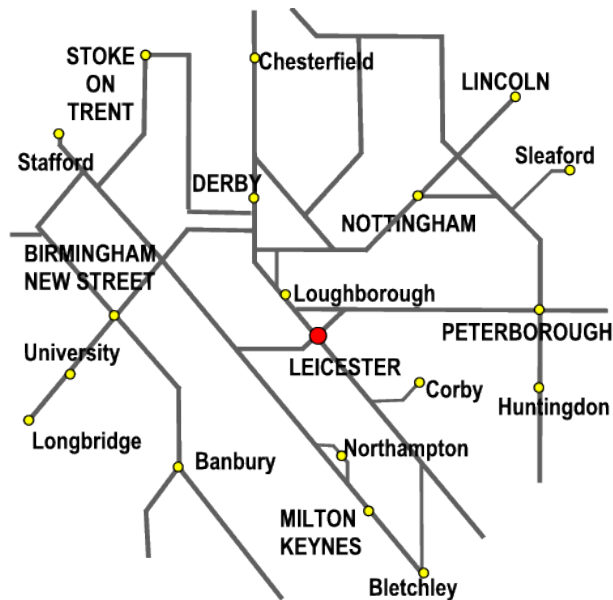 STOKE
ON
TRENT
Chesterfield
LINCOLN
Stafford
Sleaford
DERBY
NOTTINGHAM
BIRMINGHAM
NEW STREET
Loughborough
PETERBOROUGH
University
LEICESTER
Corby
Huntingdon
Longbridge
Northampton
Banbury
MILTON
KEYNES
Bletchley